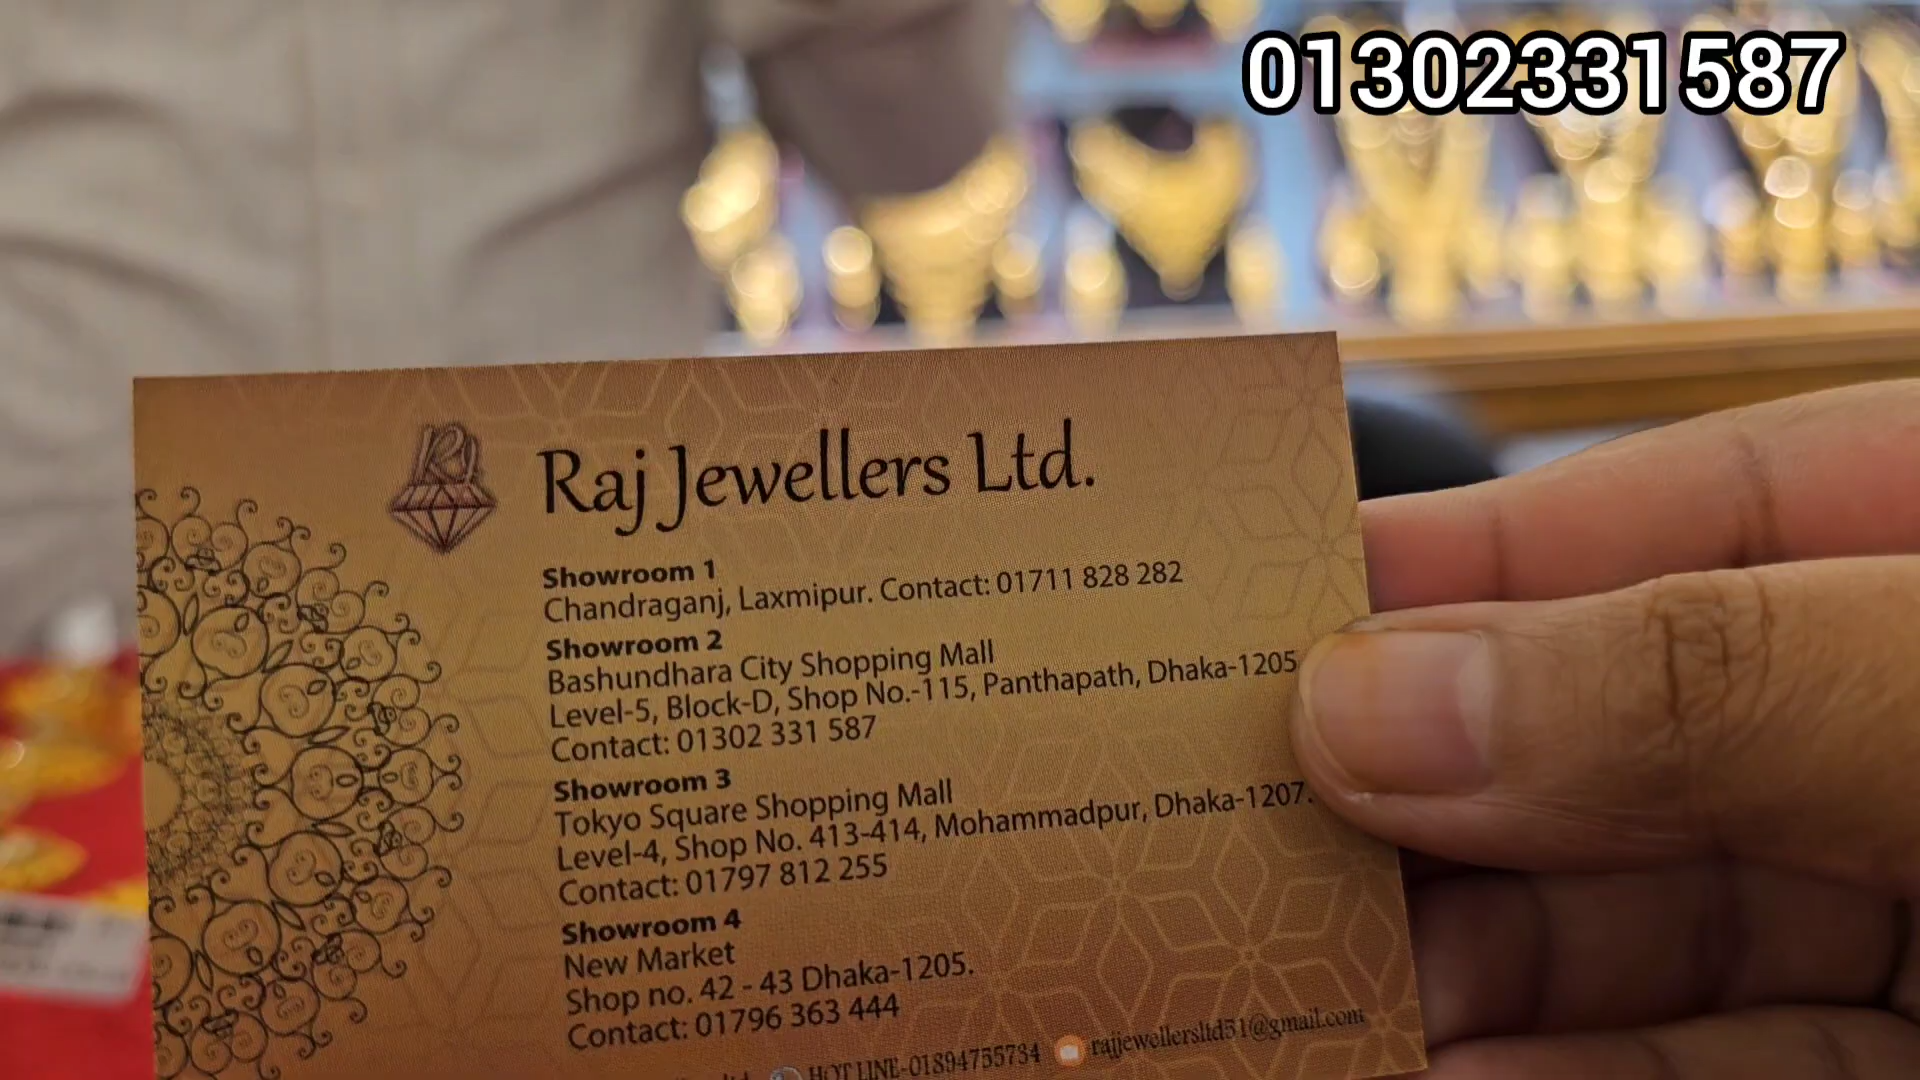 01302331587
RJ
Raj Jewellers Ltd.
Showroom 1
Chandraganj, Laxmipur. Contact: 01711 828 282
Showroom 2
Bashundhara City Shopping Mall
Level-5, Block-D, Shop No.-115, Panthapath, Dhaka-1205
Contact: 01302 331 587
Showroom 3
Tokyo Square Shopping Mall
Level-4, Shop No. 413-414, Mohammadpur, Dhaka-1207.
Contact: 01797 812 255
Showroom 4
New Market
Shop no. 42 - 43 Dhaka-1205.
Contact: 01796 363 444
HOT LINE-01894755734 rajjewellersltd51@gmail.com